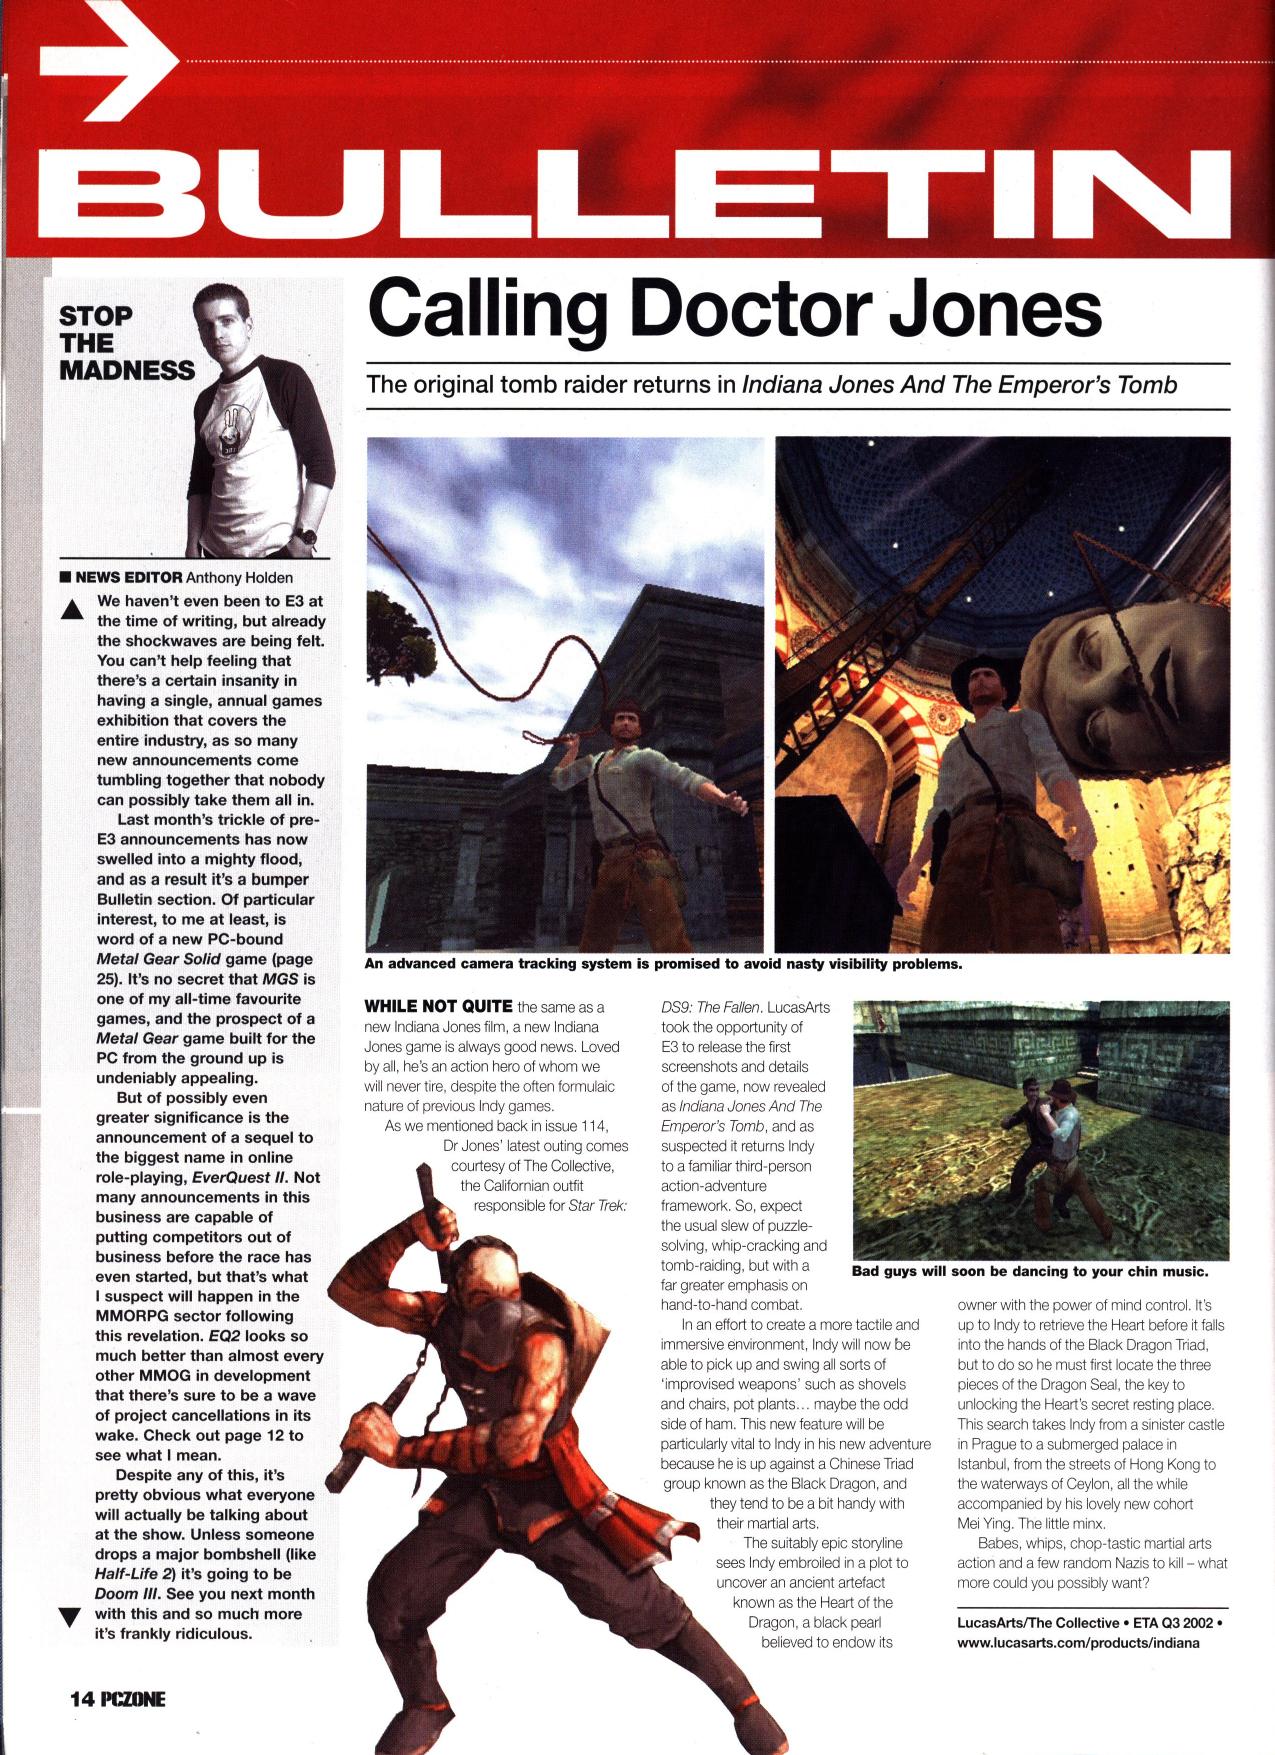 BULLETIN
STOP
THE
MADNESS
■ NEWS EDITOR Anthony Holden
▲ We haven't even been to E3 at
the time of writing, but already
the shockwaves are being felt.
You can't help feeling that
there's a certain insanity in
having a single, annual games
exhibition that covers the
entire industry, as so many
new announcements come
tumbling together that nobody
can possibly take them all in.
Last month's trickle of pre-
E3 announcements has now
swelled into a mighty flood,
and as a result it's a bumper
Bulletin section. Of particular
interest, to me at least, is
word of a new PC-bound
Metal Gear Solid game (page
25). It's no secret that MGS is
one of my all-time favourite
games, and the prospect of a
Metal Gear game built for the
PC from the ground up is
undeniably appealing.
But of possibly even
greater significance is the
announcement of a sequel to
the biggest name in online
role-playing, EverQuest II. Not
many announcements in this
business are capable of
putting competitors out of
business before the race has
even started, but that's what
I suspect will happen in the
MMORPG sector following
this revelation. EQ2 looks so
much better than almost every
other MMOG in development
that there's sure to be a wave
of project cancellations in its
wake. Check out page 12 to
see what I mean.
Despite any of this, it's
pretty obvious what everyone
will actually be talking about
at the show. Unless someone
drops a major bombshell (like
Half-Life 2) it's going to be
Doom III. See you next month
▼ with this and so much more
it's frankly ridiculous.
Calling Doctor Jones
The original tomb raider returns in Indiana Jones And The Emperor's Tomb
An advanced camera tracking system is promised to avoid nasty visibility problems.
WHILE NOT QUITE the same as a
new Indiana Jones film, a new Indiana
Jones game is always good news. Loved
by all, he's an action hero of whom we
will never tire, despite the often formulaic
nature of previous Indy games.
As we mentioned back in issue 114,
Dr Jones' latest outing comes
courtesy of The Collective,
the Californian outfit
responsible for Star Trek:
DS9: The Fallen. LucasArts
took the opportunity of
E3 to release the first
screenshots and details
of the game, now revealed
as Indiana Jones And The
Emperor's Tomb, and as
suspected it returns Indy
to a familiar third-person
action-adventure
framework. So, expect
the usual slew of puzzle-
solving, whip-cracking and
tomb-raiding, but with a
far greater emphasis on
hand-to-hand combat.
In an effort to create a more tactile and
immersive environment, Indy will now be
able to pick up and swing all sorts of
'improvised weapons' such as shovels
and chairs, pot plants... maybe the odd
side of ham. This new feature will be
particularly vital to Indy in his new adventure
because he is up against a Chinese Triad
group known as the Black Dragon, and
they tend to be a bit handy with
their martial arts.
The suitably epic storyline
sees Indy embroiled in a plot to
uncover an ancient artefact
known as the Heart of the
Dragon, a black pearl
believed to endow its
Bad guys will soon be dancing to your chin music.
owner with the power of mind control. It's
up to Indy to retrieve the Heart before it falls
into the hands of the Black Dragon Triad,
but to do so he must first locate the three
pieces of the Dragon Seal, the key to
unlocking the Heart's secret resting place.
This search takes Indy from a sinister castle
in Prague to a submerged palace in
Istanbul, from the streets of Hong Kong to
the waterways of Ceylon, all the while
accompanied by his lovely new cohort
Mei Ying. The little minx.
Babes, whips, chop-tastic martial arts
action and a few random Nazis to kill – what
more could you possibly want?
LucasArts/The Collective • ETA Q3 2002 •
www.lucasarts.com/products/indiana
14 PCZONE